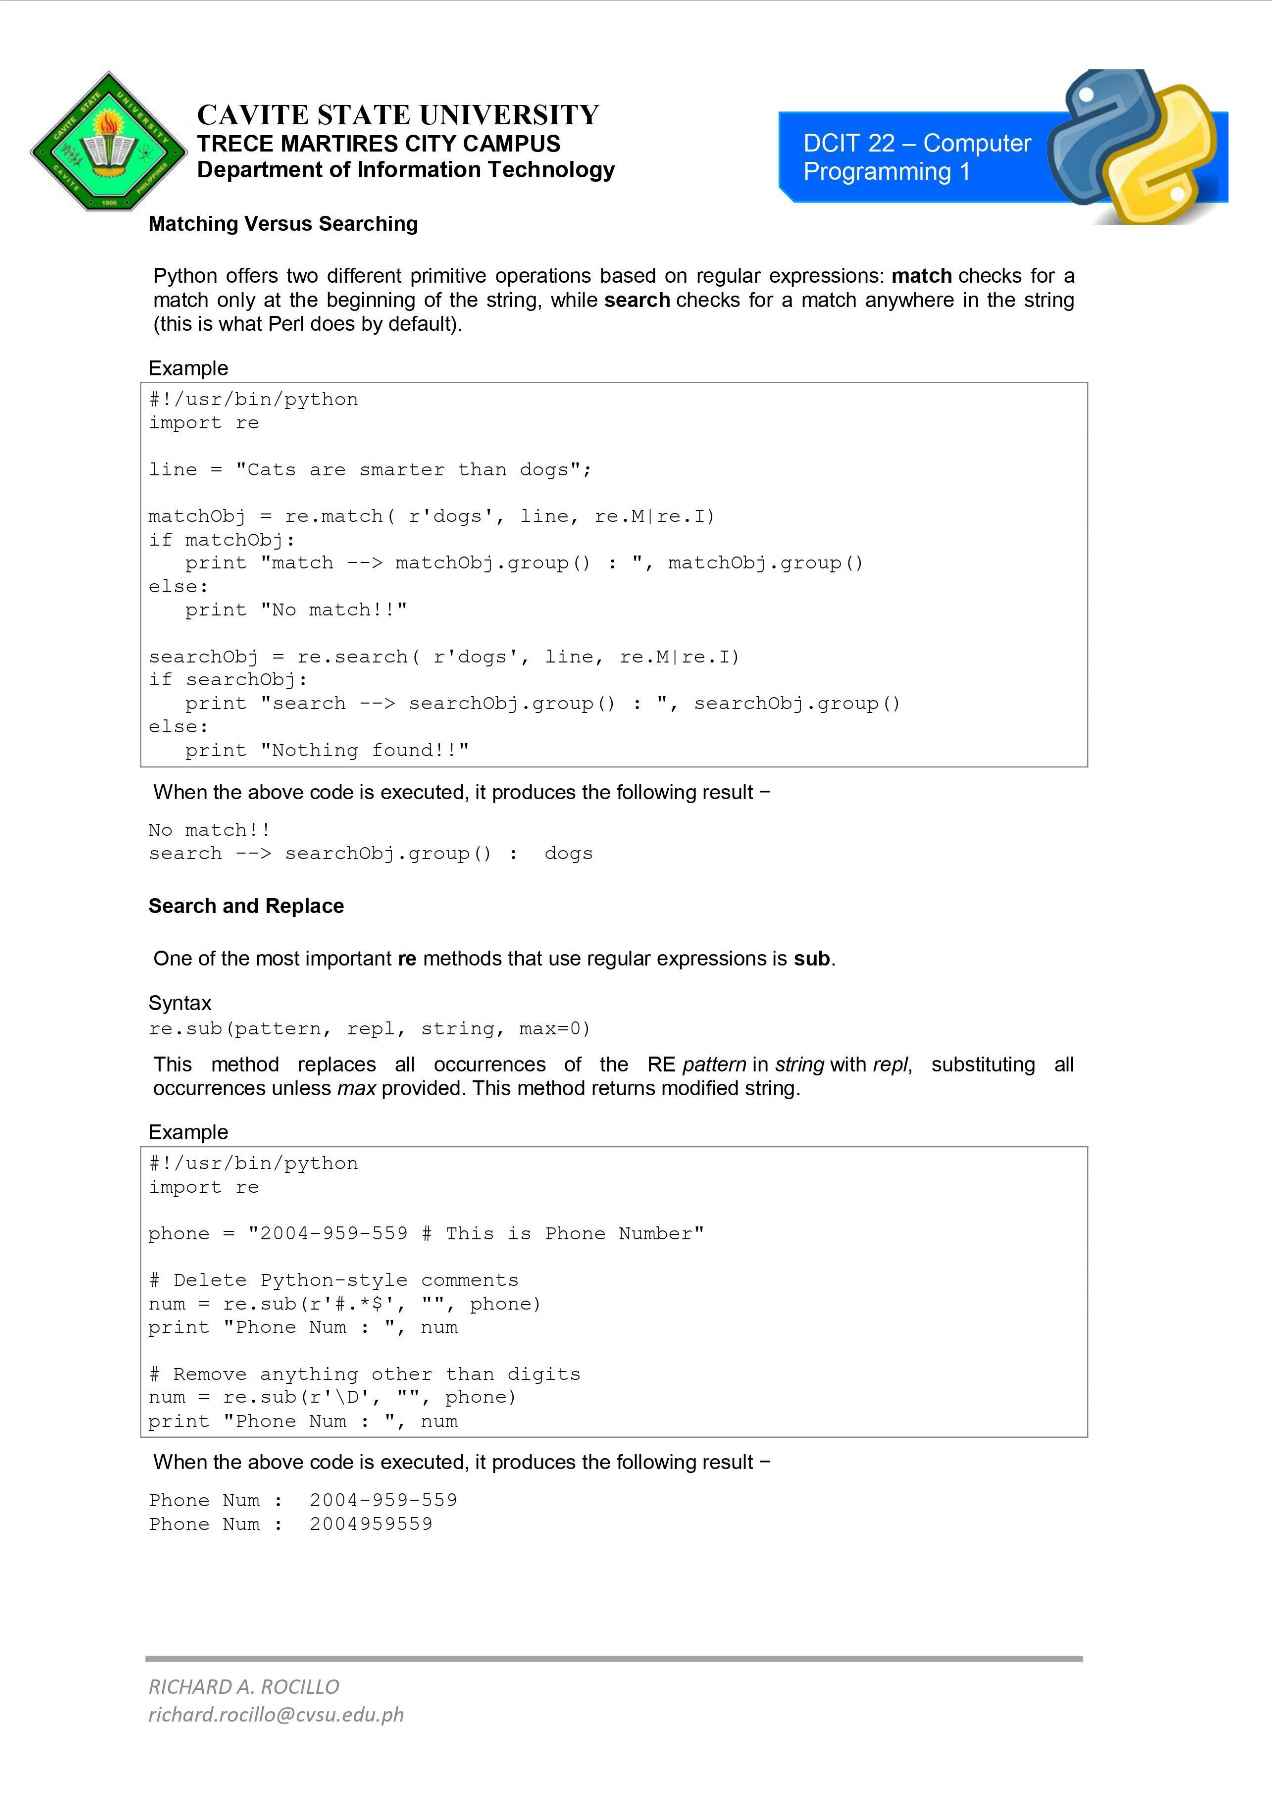 CAVITE STATE UNIVERSITY
TRECE MARTIRES CITY CAMPUS
Department of Information Technology
DCIT 22 – Computer
Programming 1
CAVITE STATE UNIVERSITY
CAVITE
PHILIPPINES
1906
Matching Versus Searching
Python offers two different primitive operations based on regular expressions: match checks for a
match only at the beginning of the string, while search checks for a match anywhere in the string
(this is what Perl does by default).
Example
#!/usr/bin/python
import re
line = "Cats are smarter than dogs";
matchObj = re.match( r'dogs', line, re.M|re.I)
if matchObj:
   print "match --> matchObj.group() : ", matchObj.group()
else:
   print "No match!!"
searchObj = re.search( r'dogs', line, re.M|re.I)
if searchObj:
   print "search --> searchObj.group() : ", searchObj.group()
else:
   print "Nothing found!!"
When the above code is executed, it produces the following result −
No match!!
search --> searchObj.group() :  dogs
Search and Replace
One of the most important re methods that use regular expressions is sub.
Syntax
re.sub(pattern, repl, string, max=0)
This method replaces all occurrences of the RE pattern in string with repl, substituting all
occurrences unless max provided. This method returns modified string.
Example
#!/usr/bin/python
import re
phone = "2004-959-559 # This is Phone Number"
# Delete Python-style comments
num = re.sub(r'#.*$', "", phone)
print "Phone Num : ", num
# Remove anything other than digits
num = re.sub(r'\D', "", phone)
print "Phone Num : ", num
When the above code is executed, it produces the following result −
Phone Num :  2004-959-559
Phone Num :  2004959559
RICHARD A. ROCILLO
richard.rocillo@cvsu.edu.ph